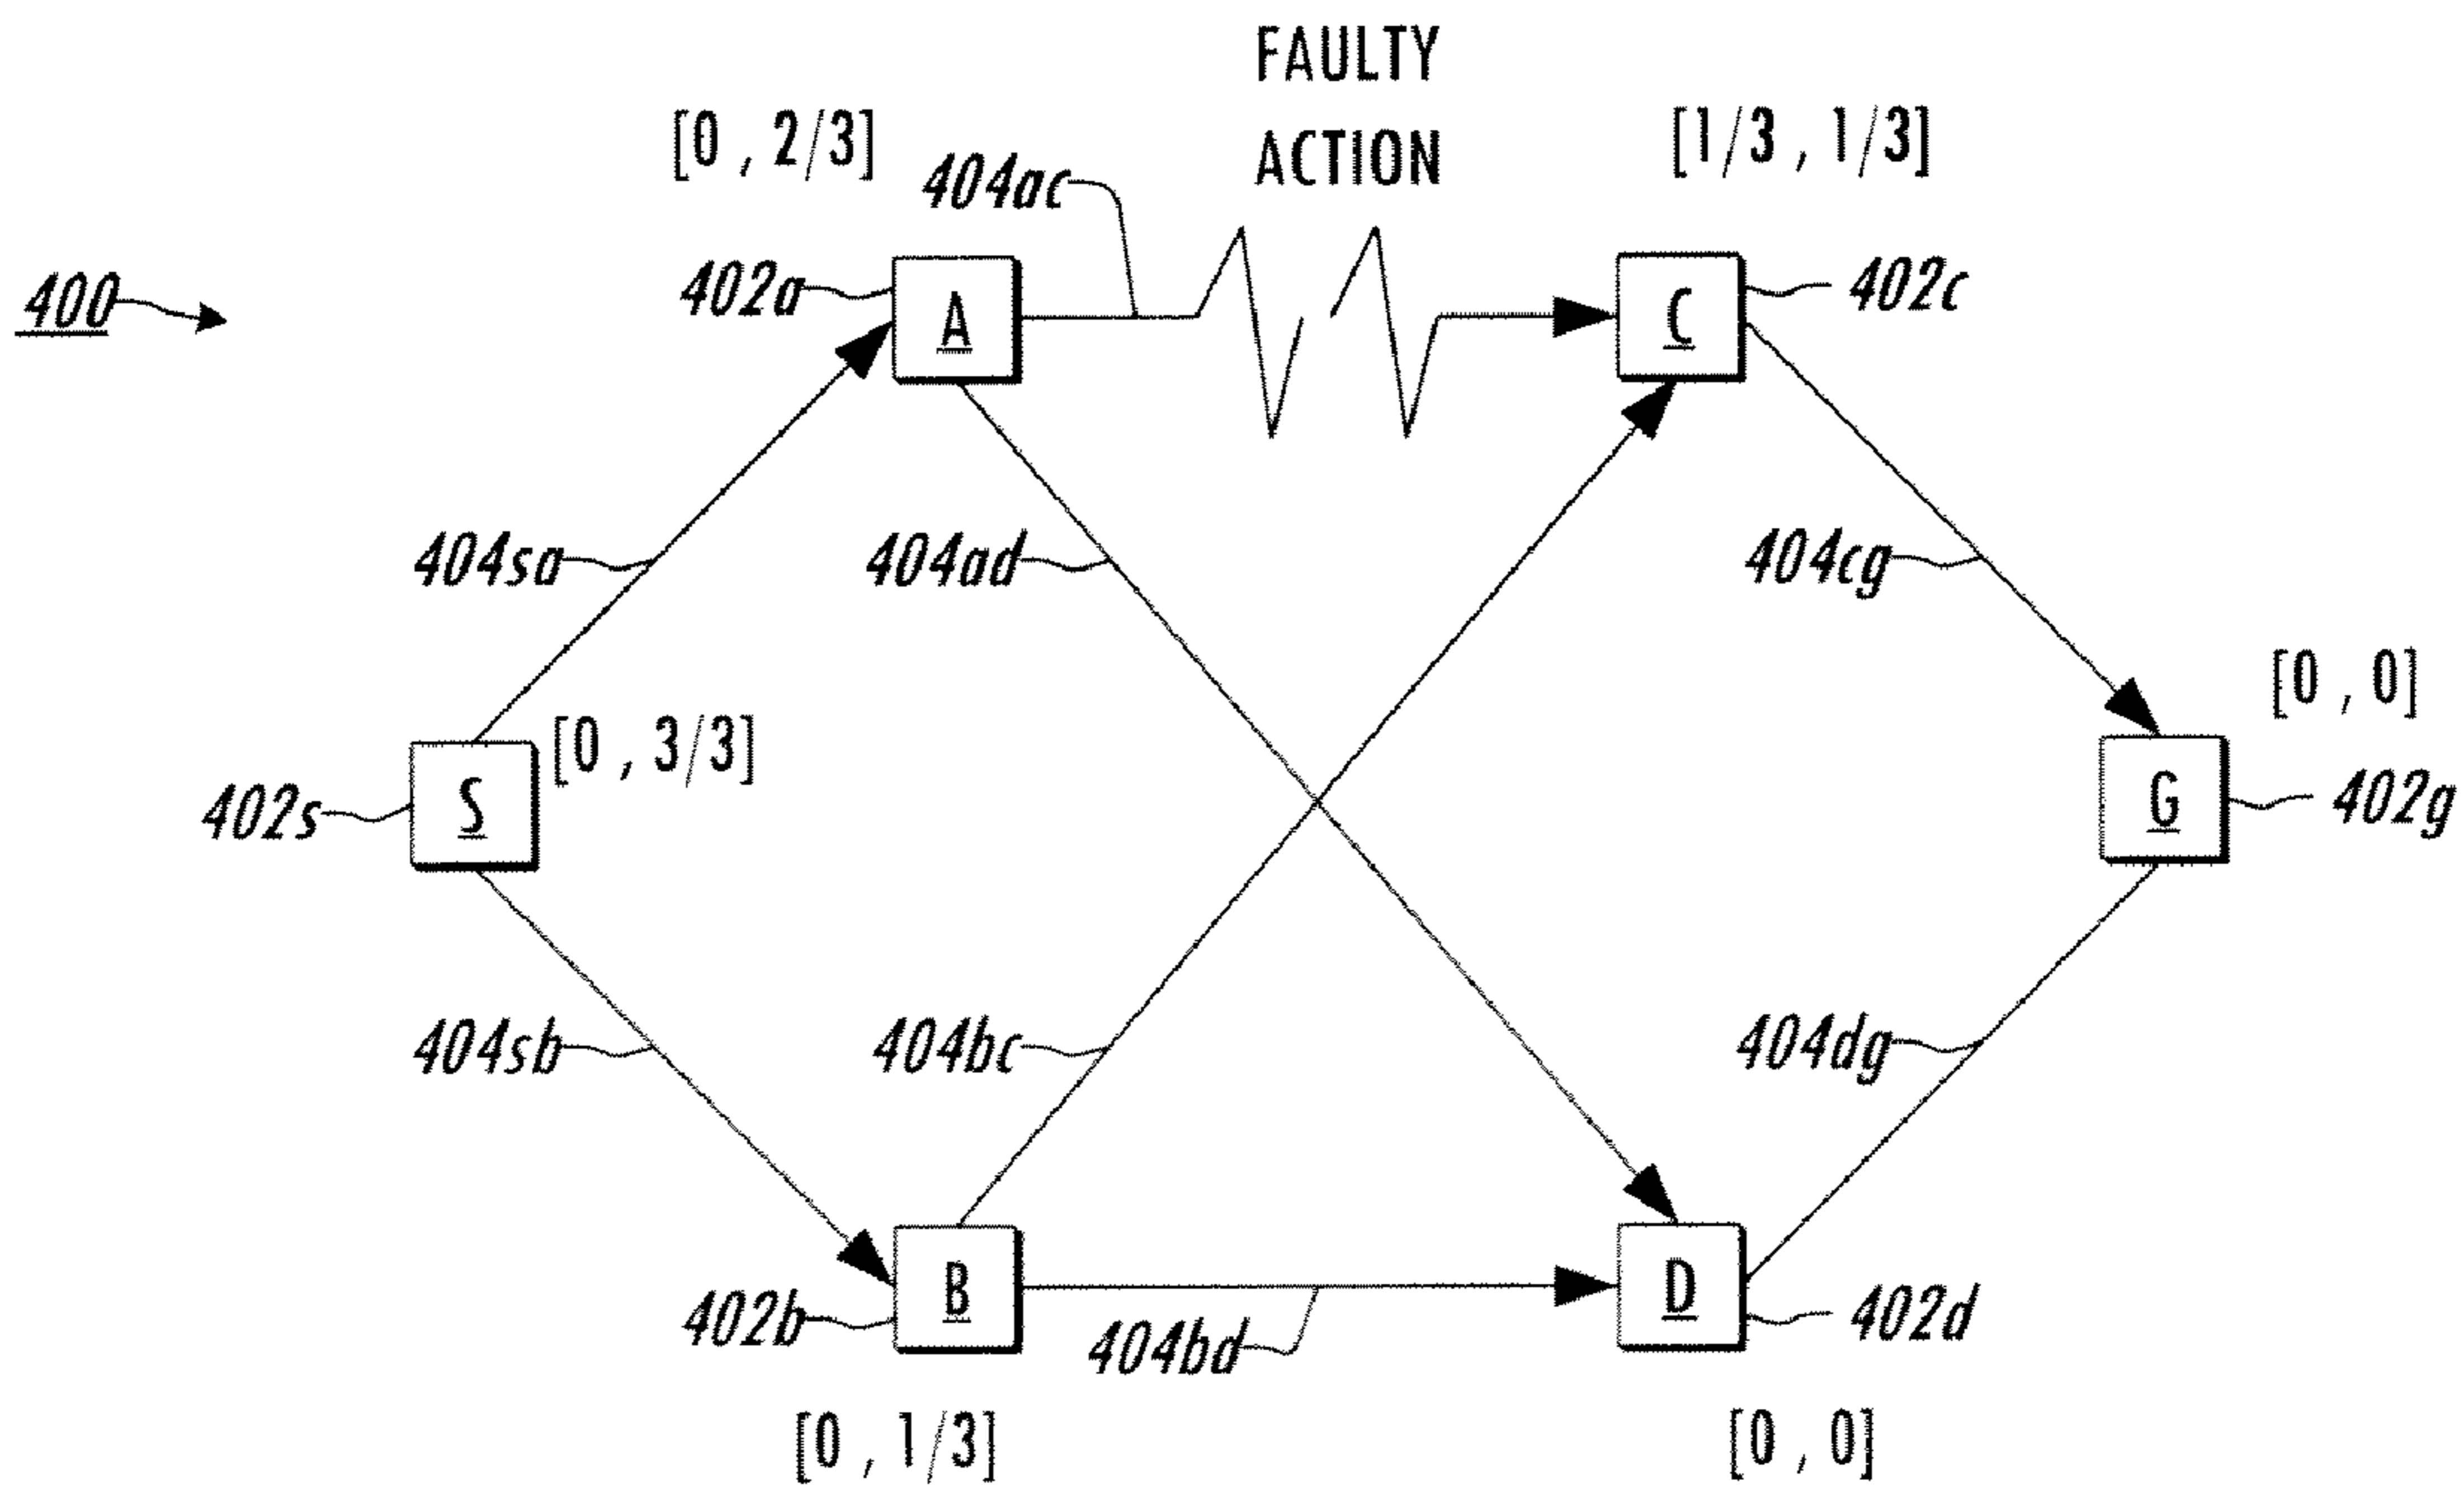 FAULTY
ACTION
[0 , 2/3]
[1/3 , 1/3]
404ac
400
402a
A
C
402c
404sa
404ad
404cg
[0 , 0]
[0 , 3/3]
402s
S
G
402g
404sb
404bc
404dg
402b
B
D
402d
404bd
[0 , 1/3]
[0 , 0]